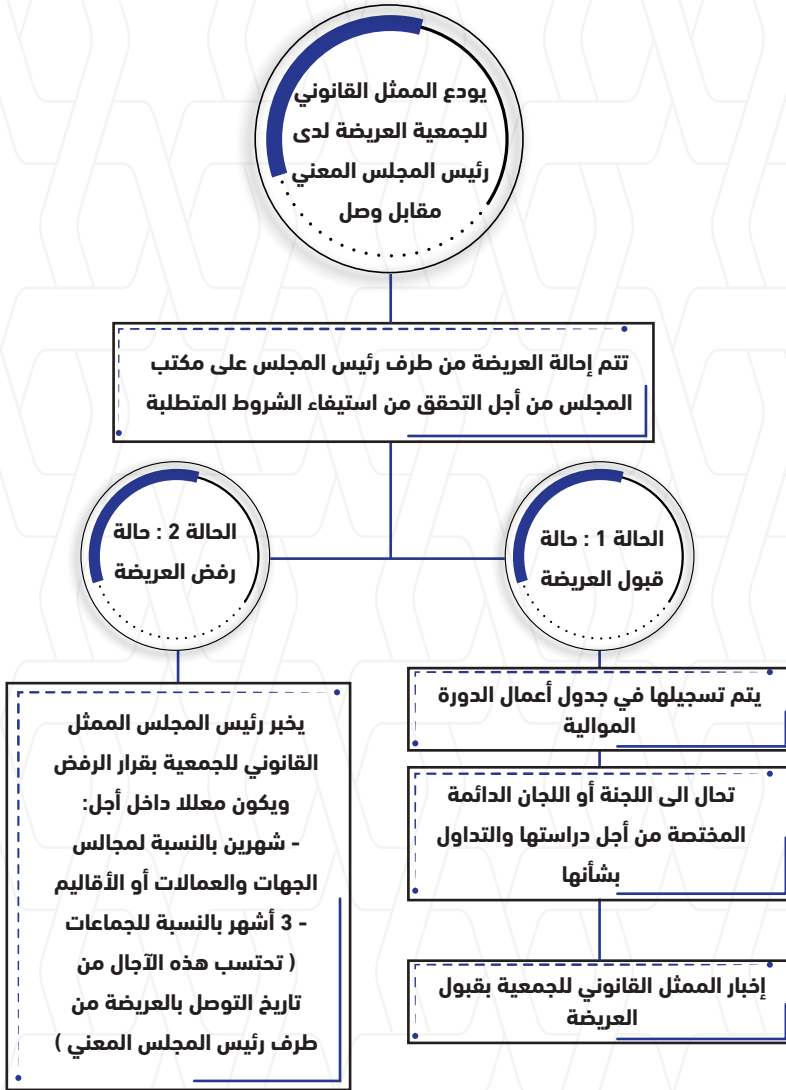 يودع الممثل القانوني
للجمعية العريضة لدى
رئيس المجلس المعني
مقابل وصل
تتم إحالة العريضة من طرف رئيس المجلس على مكتب
المجلس من أجل التحقق من استيفاء الشروط المتطلبة
الحالة 1 : حالة
قبول العريضة
يتم تسجيلها في جدول أعمال الدورة
الموالية
تحال الى اللجنة أو اللجان الدائمة
المختصة من أجل دراستها والتداول
بشأنها
إخبار الممثل القانوني للجمعية بقبول
العريضة
الحالة 2 : حالة
رفض العريضة
يخبر رئيس المجلس الممثل
القانوني للجمعية بقرار الرفض
ويكون معللا داخل أجل:
- شهرين بالنسبة لمجالس
الجهات والعمالات أو الأقاليم
- 3 أشهر بالنسبة للجماعات
( تحتسب هذه الآجال من
تاريخ التوصل بالعريضة من
طرف رئيس المجلس المعني )